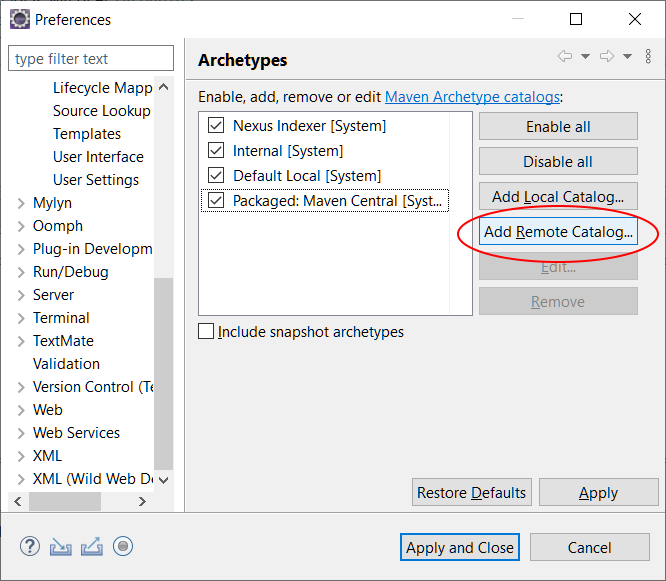 Preferences
type filter text
Lifecycle Mapp
Source Lookup
Templates
User Interface
User Settings
Mylyn
Oomph
Plug-in Developm
Run/Debug
Server
Terminal
TextMate
Validation
Version Control (Te
Web
Web Services
XML
XML (Wild Web De
Archetypes
Enable, add, remove or edit Maven Archetype catalogs:
Nexus Indexer [System]
Internal [System]
Default Local [System]
Packaged: Maven Central [Syst...
Enable all
Disable all
Add Local Catalog...
Add Remote Catalog...
Edit...
Remove
Include snapshot archetypes
Restore Defaults
Apply
Apply and Close
Cancel